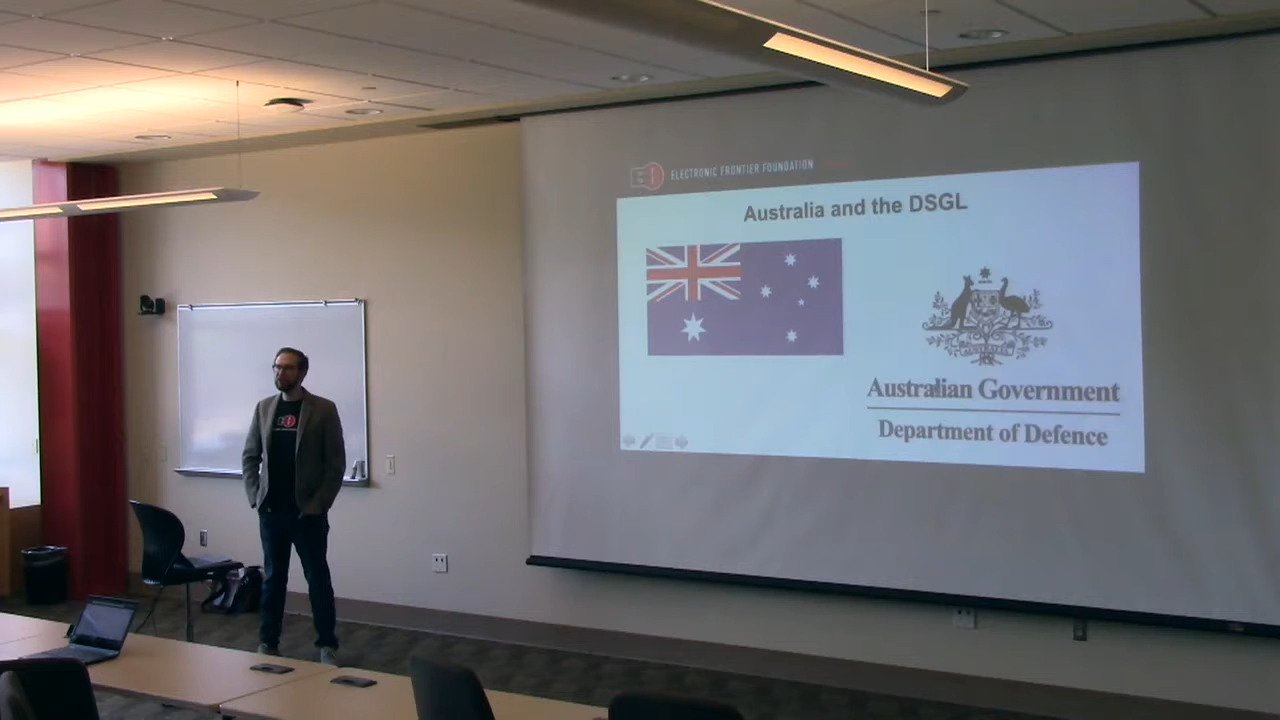 ELECTRONIC FRONTIER FOUNDATION
Australia and the DSGL
Australian Government
Department of Defence